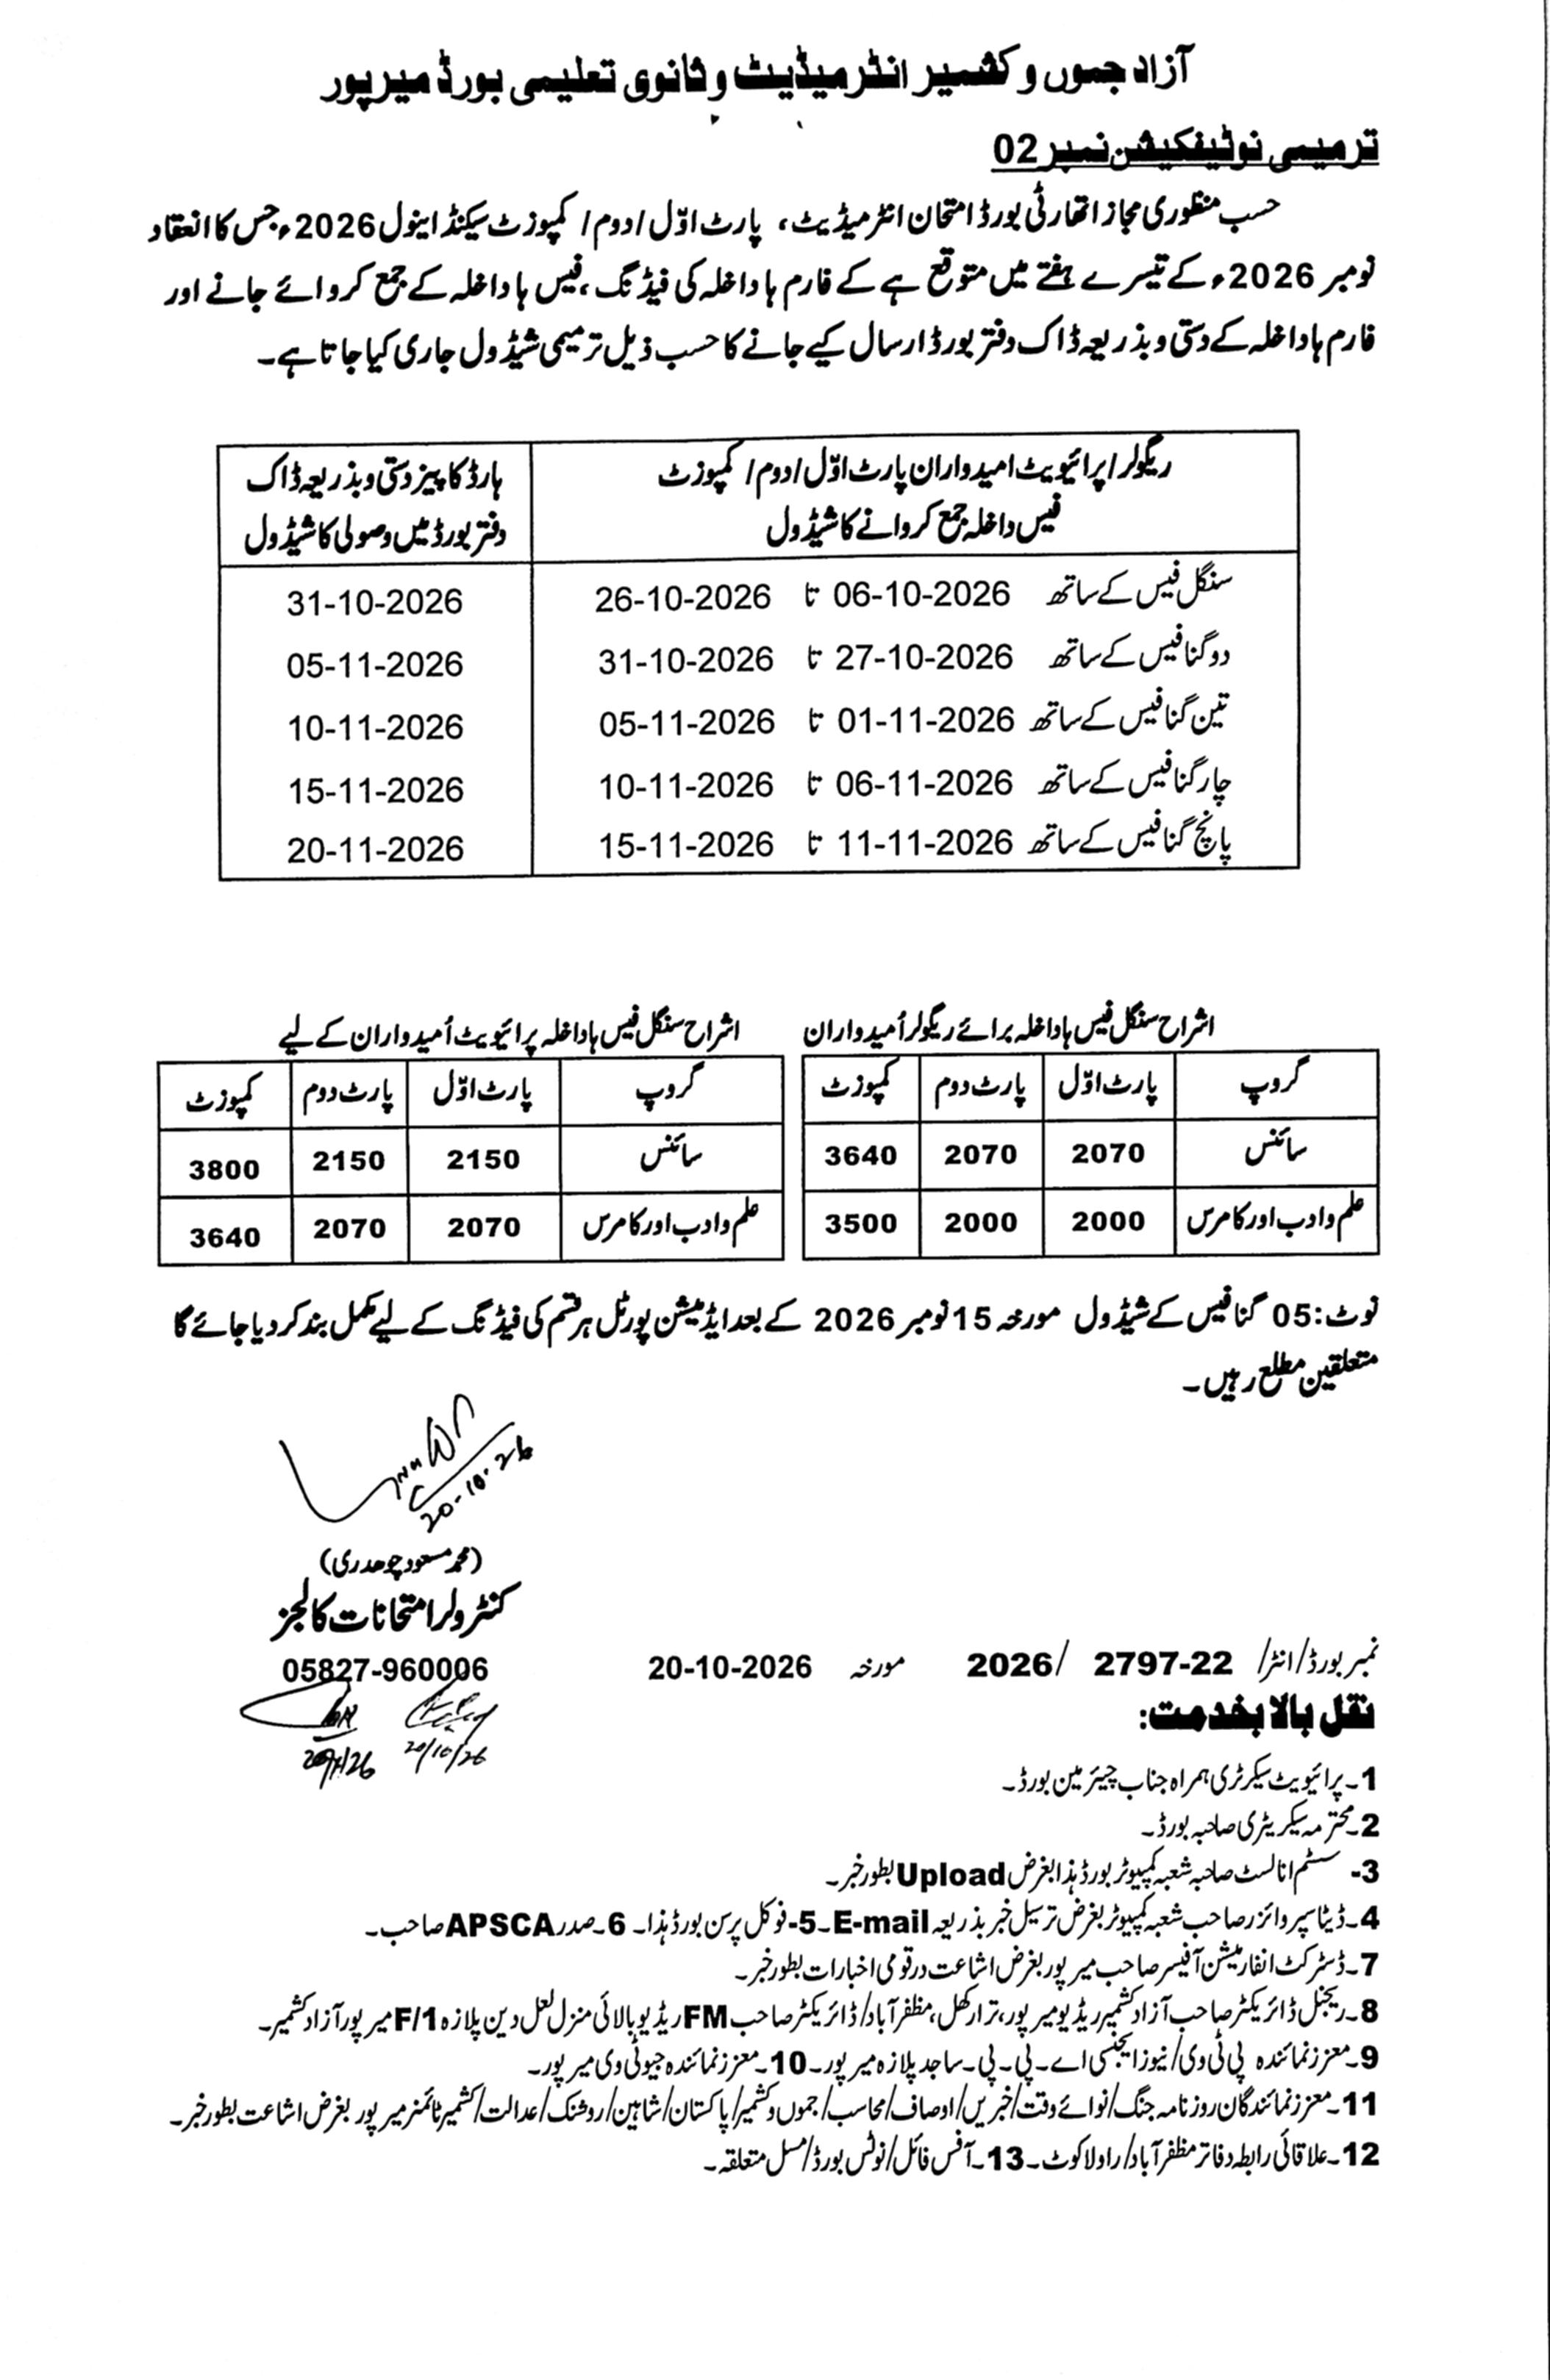 آزاد جموں و کشمیر انٹرمیڈیٹ و ثانوی تعلیمی بورڈ میرپور
ترمیمی نوٹیفکیشن نمبر 02
حسب منظوری مجاز اتھارٹی بورڈ امتحان انٹرمیڈیٹ، پارٹ اوّل / دوم / کمپوزٹ سیکنڈ اینول 2026ء جس کا انعقاد
نومبر 2026ء کے تیسرے ہفتے میں متوقع ہے کے فارم ہا داخلہ کی فیڈنگ، فیس ہا داخلہ کے جمع کروائے جانے اور
فارم ہا داخلہ کے دستی و بذریعہ ڈاک دفتر بورڈ ارسال کیے جانے کا حسب ذیل ترمیمی شیڈول جاری کیا جاتا ہے۔
ریگولر / پرائیویٹ امیدواران پارٹ اوّل / دوم / کمپوزٹ
فیس داخلہ جمع کروانے کا شیڈول
ہارڈ کاپیز دستی و بذریعہ ڈاک
دفتر بورڈ میں وصولی کا شیڈول
سنگل فیس کے ساتھ 06-10-2026 تا 26-10-2026 31-10-2026
دوگنا فیس کے ساتھ 27-10-2026 تا 31-10-2026 05-11-2026
تین گنا فیس کے ساتھ 01-11-2026 تا 05-11-2026 10-11-2026
چار گنا فیس کے ساتھ 06-11-2026 تا 10-11-2026 15-11-2026
پانچ گنا فیس کے ساتھ 11-11-2026 تا 15-11-2026 20-11-2026
اشراح سنگل فیس ہا داخلہ برائے ریگولر اُمیدواران
گروپ پارٹ اوّل پارٹ دوم کمپوزٹ
سائنس 2070 2070 3640
علم و ادب اور کامرس 2000 2000 3500
اشراح سنگل فیس ہا داخلہ پرائیویٹ اُمیدواران کے لیے
گروپ پارٹ اوّل پارٹ دوم کمپوزٹ
سائنس 2150 2150 3800
علم و ادب اور کامرس 2070 2070 3640
نوٹ: 05 گنا فیس کے شیڈول مورخہ 15 نومبر 2026 کے بعد ایڈمیشن پورٹل ہر قسم کی فیڈنگ کے لیے مکمل بند کر دیا جائے گا
متعلقین مطلع رہیں۔
20-10-26
(محمد مسعود چوھدری)
کنٹرولر امتحانات کالجز
05827-960006
20/10/26
نمبر بورڈ / انٹر / 2797-22 / 2026 مورخہ 20-10-2026
نقل بالا بخدمت:
1۔ پرائیویٹ سیکرٹری ہمراہ جناب چیئرمین بورڈ۔
2۔ محترمہ سیکریٹری صاحبہ بورڈ۔
3- سسٹم انالسٹ صاحبہ شعبہ کمپیوٹر بورڈ ہذا بغرض Upload بطور خبر۔
4۔ ڈیٹا سپروائزر صاحب شعبہ کمپیوٹر بغرض ترسیل خبر بذریعہ E-mail۔ 5- فوکل پرسن بورڈ ہذا۔ 6۔ صدر APSCA صاحب۔
7۔ ڈسٹرکٹ انفارمیشن آفیسر صاحب میرپور بغرض اشاعت در قومی اخبارات بطور خبر۔
8۔ ریجنل ڈائریکٹر صاحب آزاد کشمیر ریڈیو میرپور، تراڑکھل، مظفر آباد / ڈائریکٹر صاحب FM ریڈیو بالائی منزل لعل دین پلازہ F/1 میرپور آزاد کشمیر۔
9۔ معزز نمائندہ پی ٹی وی / نیوز ایجنسی اے۔ پی۔ پی۔ ساجد پلازہ میرپور۔ 10۔ معزز نمائندہ جیو ٹی وی میرپور۔
11۔ معزز نمائندگان روزنامہ جنگ / نوائے وقت / خبریں / اوصاف / محاسب / جموں و کشمیر / پاکستان / شاہین / روشنک / عدالت / کشمیر ٹائمنر میرپور بغرض اشاعت بطور خبر۔
12۔ علاقائی رابطہ دفاتر مظفر آباد / راولاکوٹ۔ 13۔ آفس فائل / نوٹس بورڈ / مسل متعلقہ۔